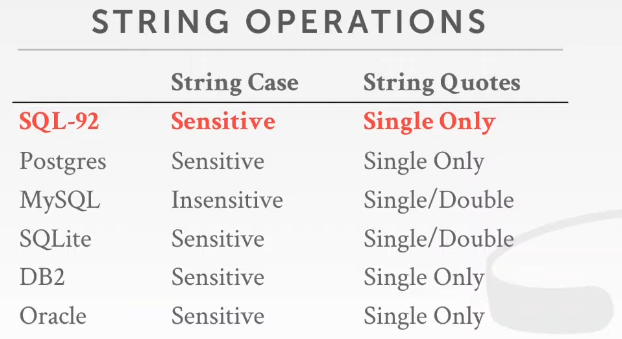 STRING OPERATIONS
String Case String Quotes
SQL-92 Sensitive Single Only
Postgres Sensitive Single Only
MySQL Insensitive Single/Double
SQLite Sensitive Single/Double
DB2 Sensitive Single Only
Oracle Sensitive Single Only